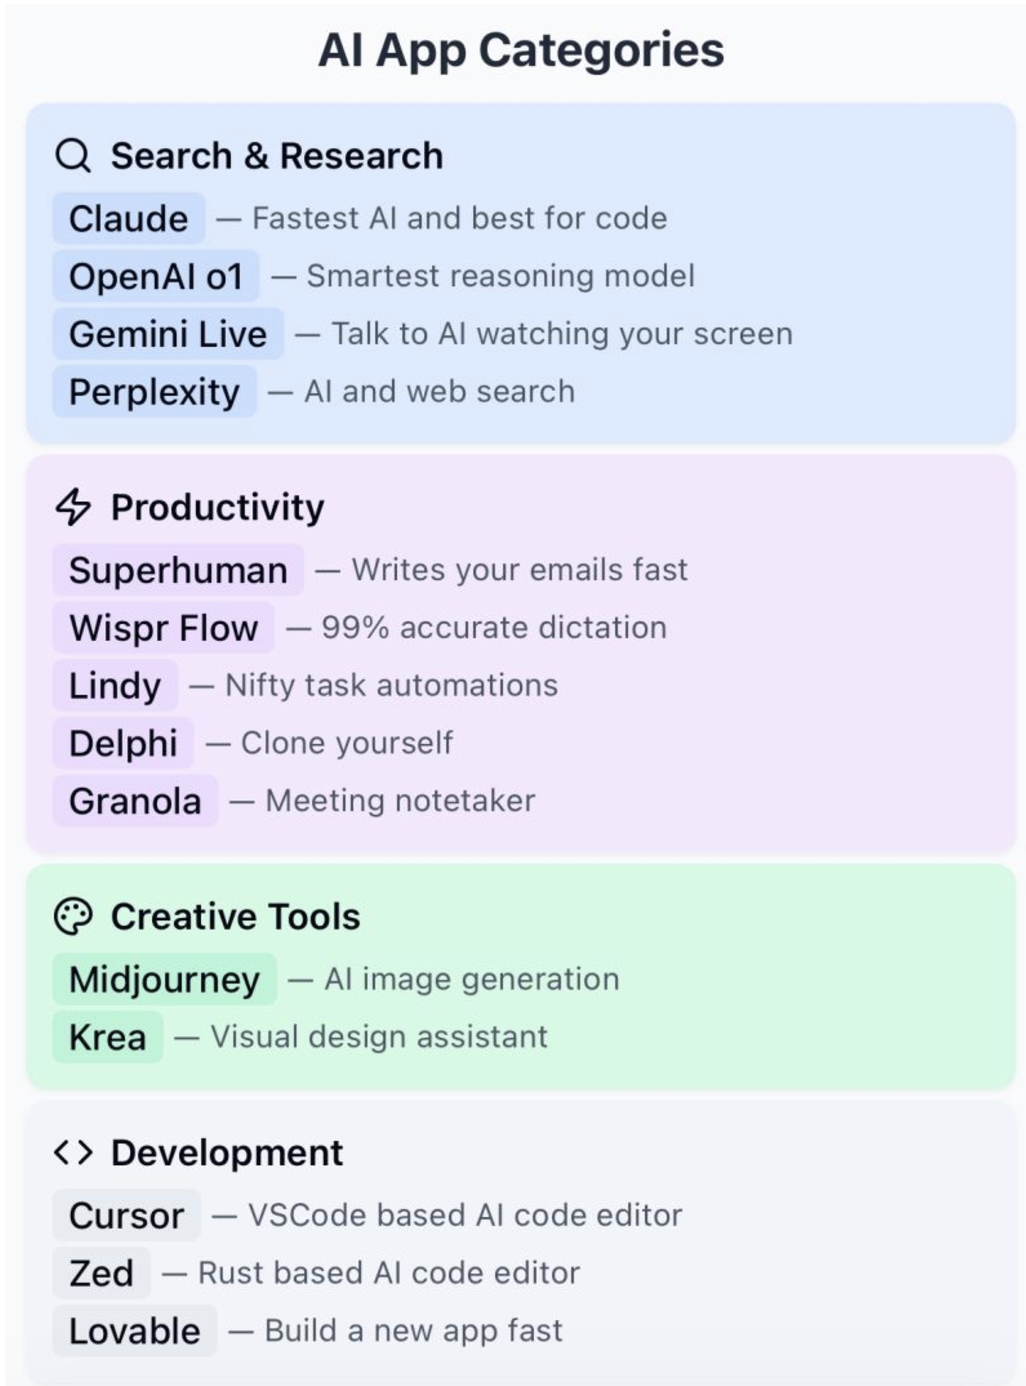 AI App Categories
Search & Research
Claude — Fastest AI and best for code
OpenAI o1 — Smartest reasoning model
Gemini Live — Talk to AI watching your screen
Perplexity — AI and web search
Productivity
Superhuman — Writes your emails fast
Wispr Flow — 99% accurate dictation
Lindy — Nifty task automations
Delphi — Clone yourself
Granola — Meeting notetaker
Creative Tools
Midjourney — AI image generation
Krea — Visual design assistant
Development
Cursor — VSCode based AI code editor
Zed — Rust based AI code editor
Lovable — Build a new app fast